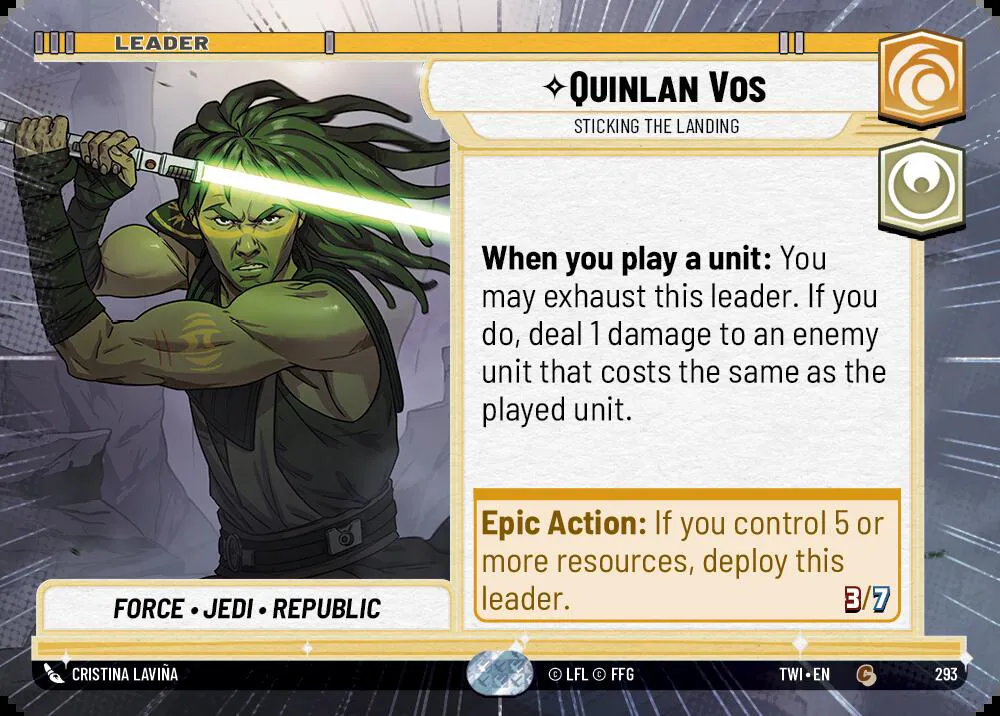 LEADER
✧QUINLAN VOS
STICKING THE LANDING
When you play a unit: You
may exhaust this leader. If you
do, deal 1 damage to an enemy
unit that costs the same as the
played unit.
Epic Action: If you control 5 or
more resources, deploy this
leader.
3/7
FORCE • JEDI • REPUBLIC
CRISTINA LAVIÑA
© LFL © FFG
TWI • EN
C
293